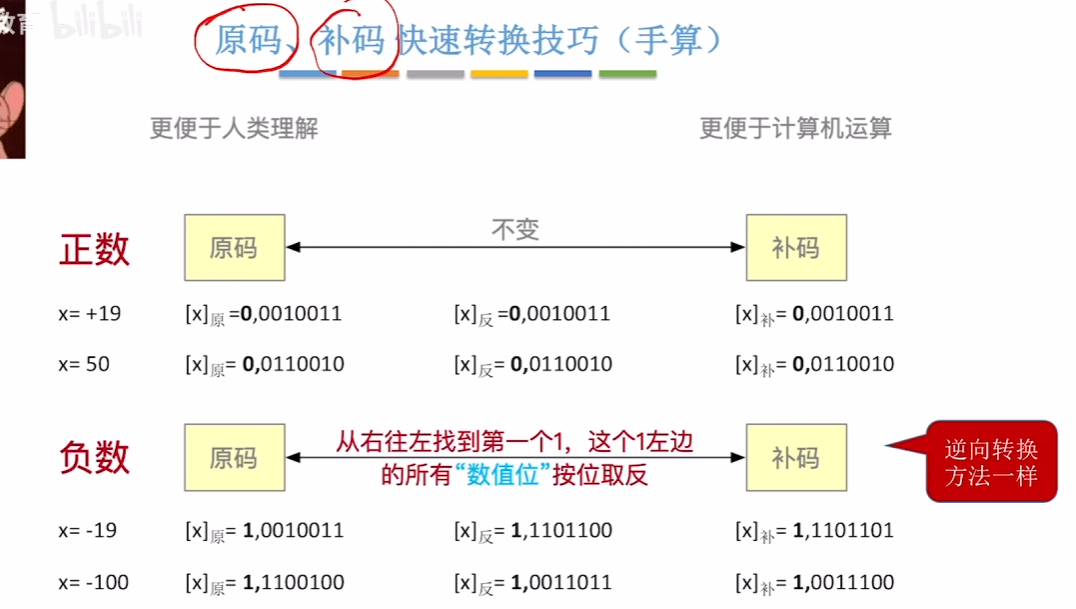 教育 bilibili
原码、补码 快速转换技巧（手算）
更便于人类理解 更便于计算机运算
正数 原码 不变 补码
x= +19 [x]原 =0,0010011 [x]反 =0,0010011 [x]补= 0,0010011
x= 50 [x]原= 0,0110010 [x]反= 0,0110010 [x]补= 0,0110010
负数 原码 从右往左找到第一个1，这个1左边 补码 逆向转换
的所有“数值位”按位取反 方法一样
x= -19 [x]原= 1,0010011 [x]反= 1,1101100 [x]补= 1,1101101
x= -100 [x]原= 1,1100100 [x]反= 1,0011011 [x]补= 1,0011100